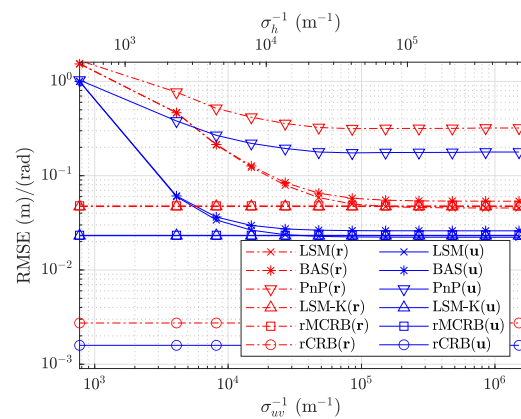 σ_h^{-1} (m^{-1})
10^3 10^4 10^5
10^0
10^{-1}
10^{-2}
10^{-3}
RMSE (m)/(rad)
LSM(r) LSM(u)
BAS(r) BAS(u)
PnP(r) PnP(u)
LSM-K(r) LSM-K(u)
rMCRB(r) rMCRB(u)
rCRB(r) rCRB(u)
10^3 10^4 10^5 10^6
σ_{uv}^{-1} (m^{-1})